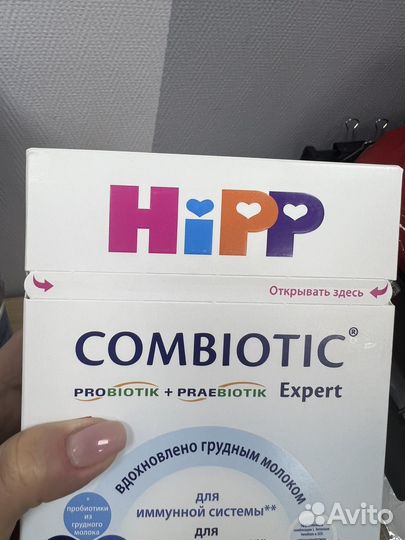 HiPP
Открывать здесь
COMBIOTIC®
PROBIOTIK + PRAEBIOTIK Expert
вдохновлено грудным молоком
пробиотики
из
грудного
молока
для
иммунной системы**
для
Avito